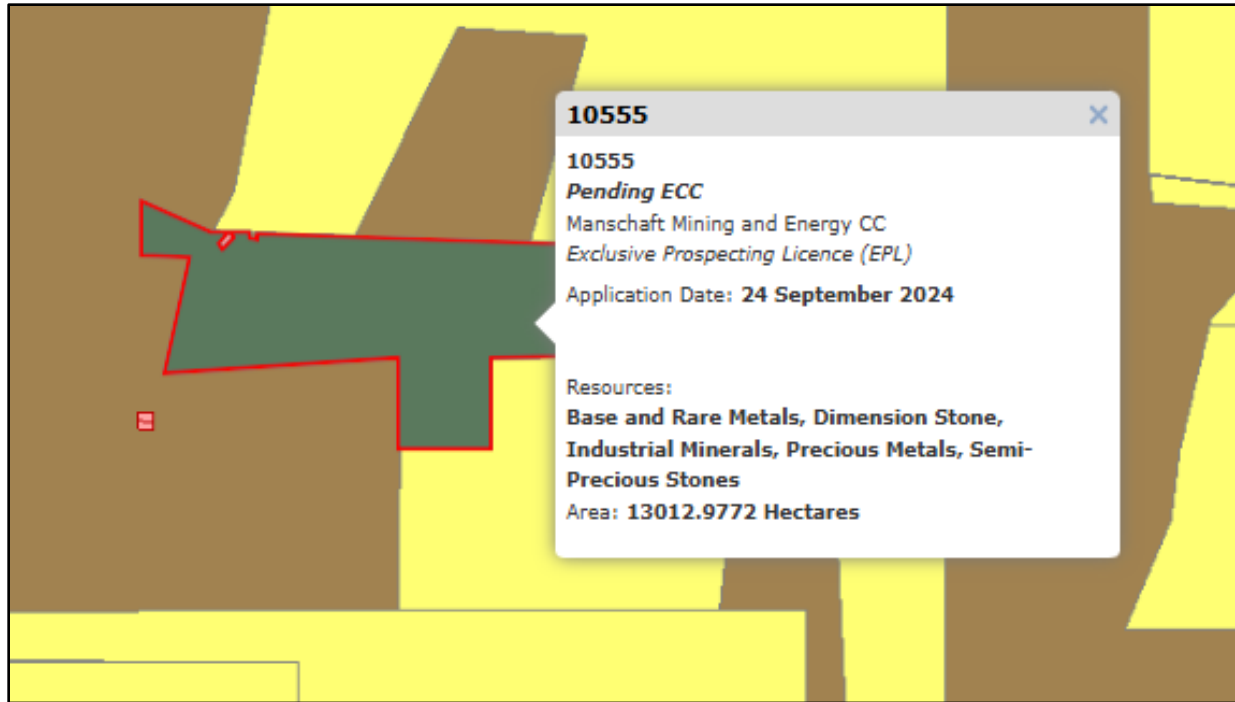 10555
10555
Pending ECC
Manschaft Mining and Energy CC
Exclusive Prospecting Licence (EPL)
Application Date: 24 September 2024
Resources:
Base and Rare Metals, Dimension Stone,
Industrial Minerals, Precious Metals, Semi-
Precious Stones
Area: 13012.9772 Hectares